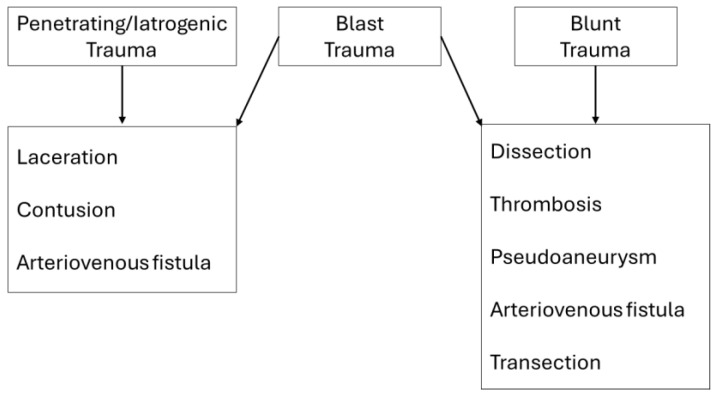 Penetrating/Iatrogenic
Trauma
Blast
Trauma
Blunt
Trauma
Laceration
Contusion
Arteriovenous fistula
Dissection
Thrombosis
Pseudoaneurysm
Arteriovenous fistula
Transection